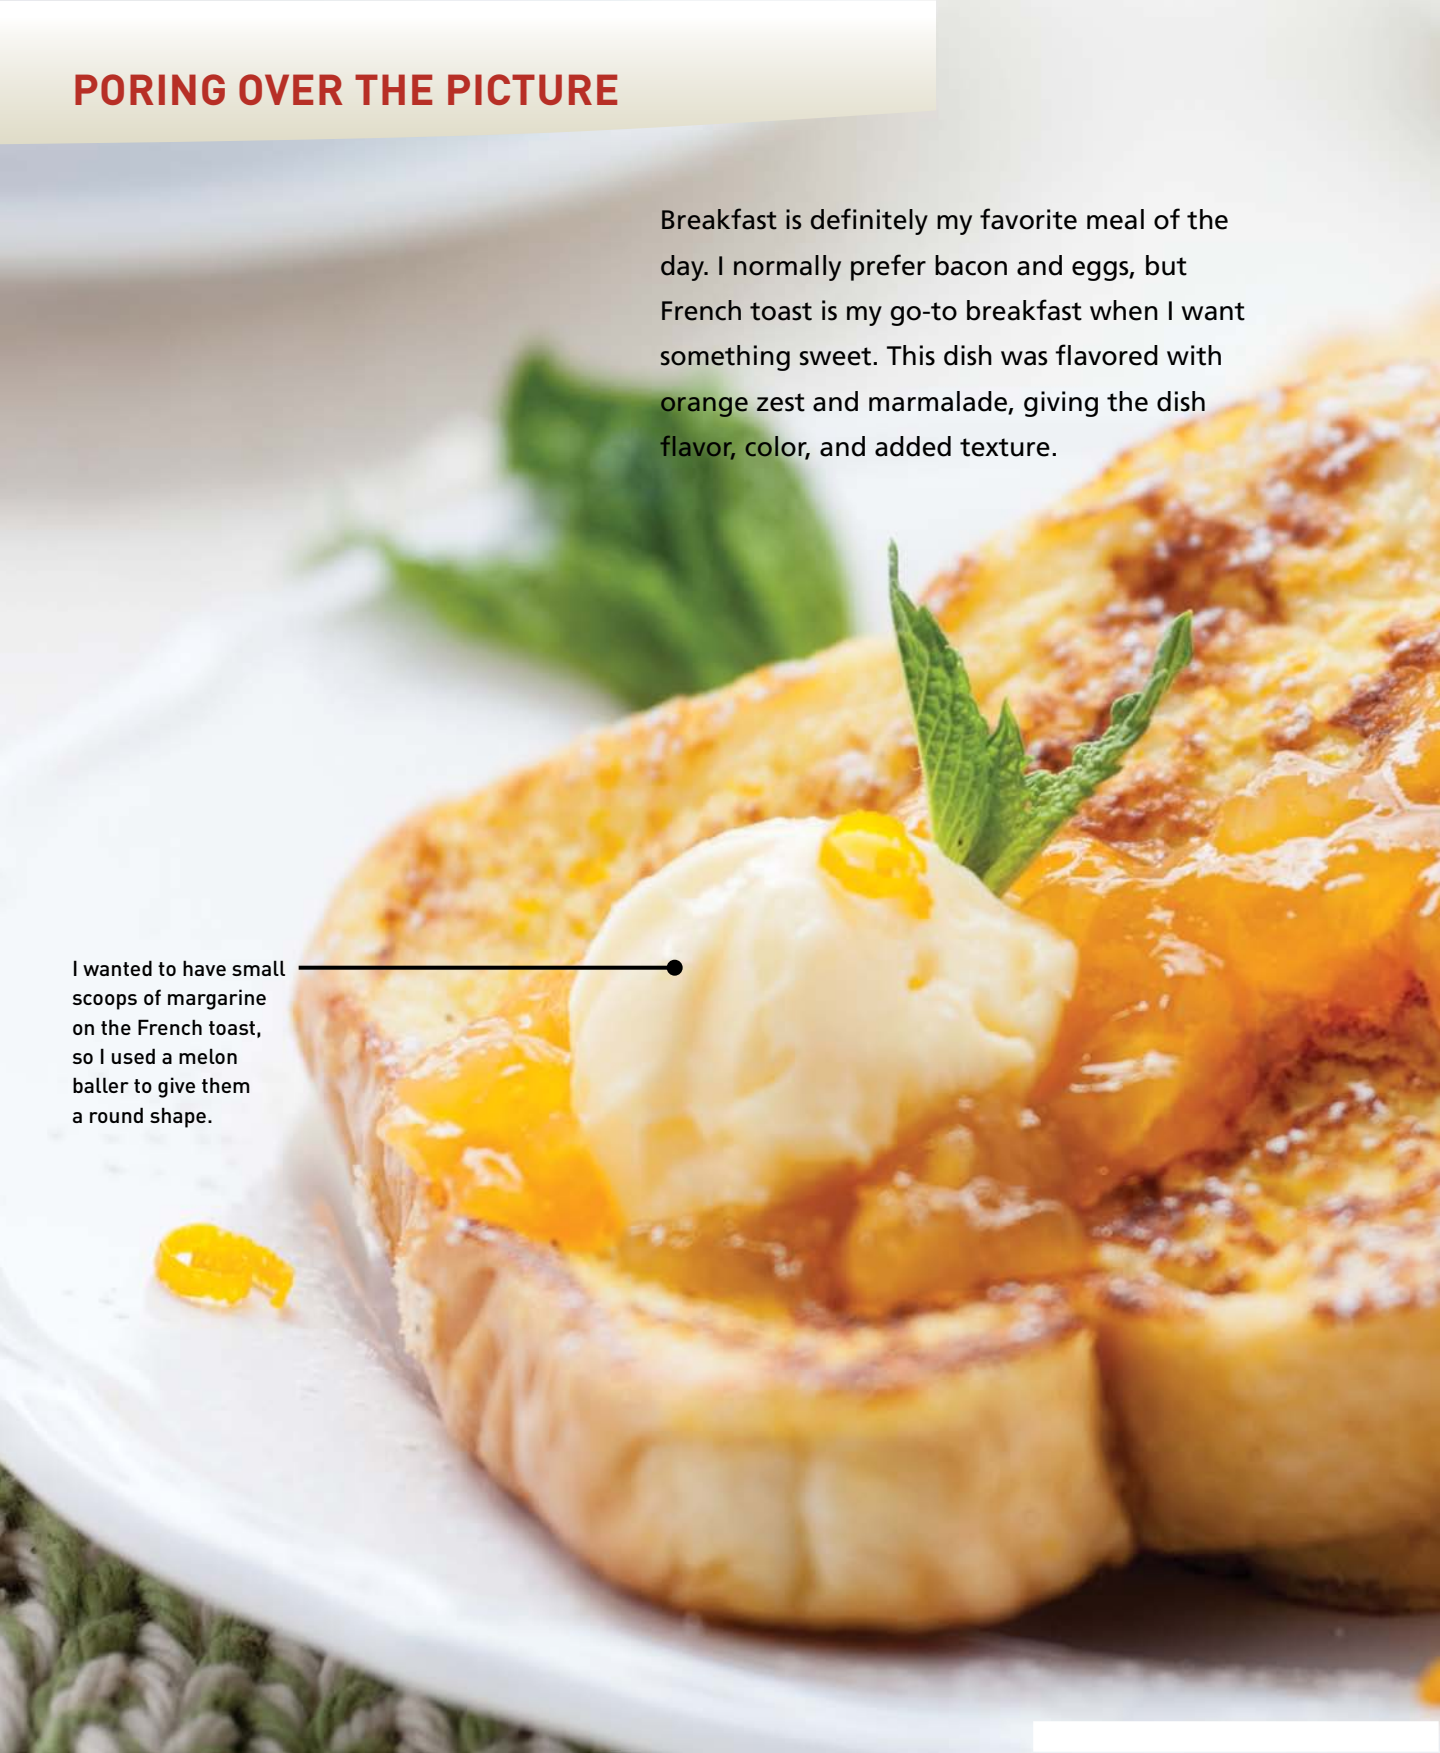 PORING OVER THE PICTURE
Breakfast is definitely my favorite meal of the
day. I normally prefer bacon and eggs, but
French toast is my go-to breakfast when I want
something sweet. This dish was flavored with
orange zest and marmalade, giving the dish
flavor, color, and added texture.
I wanted to have small
scoops of margarine
on the French toast,
so I used a melon
baller to give them
a round shape.